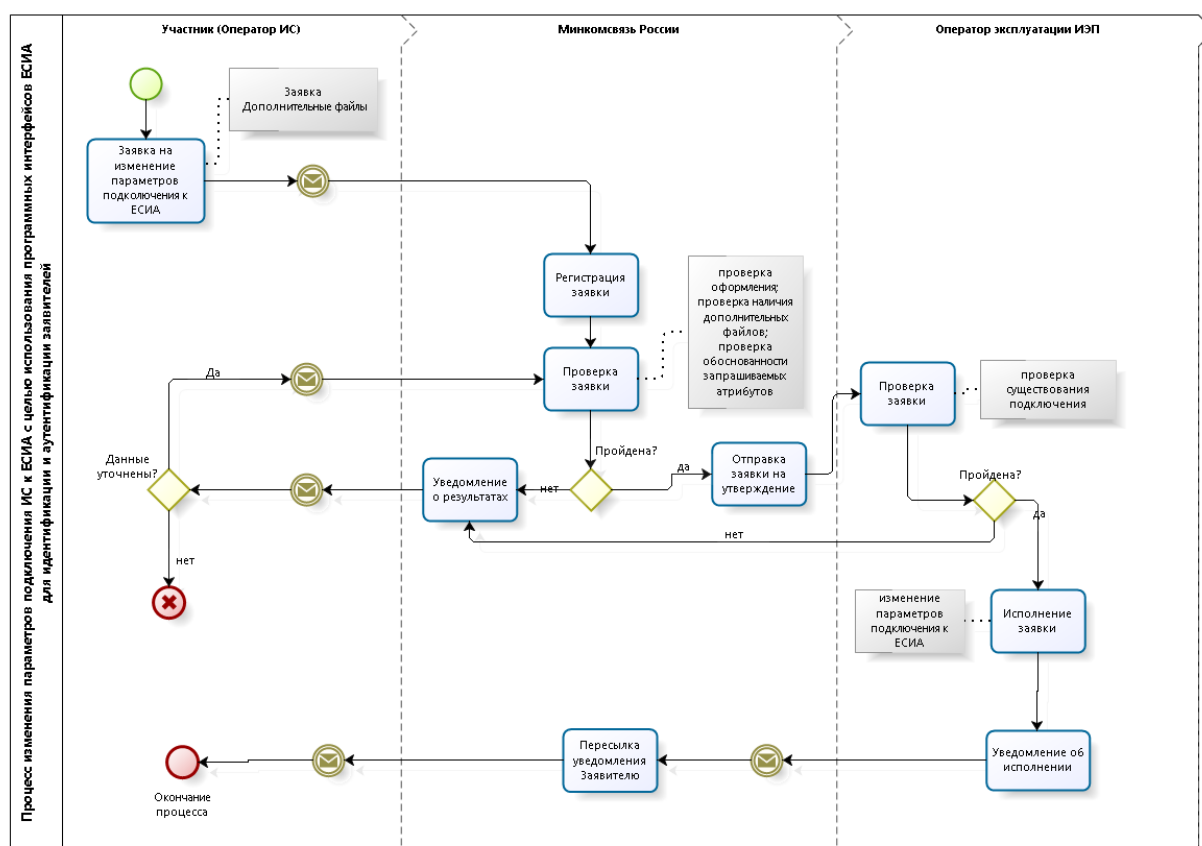 Процесс изменения параметров подключения ИС к ЕСИА с целью использования программных интерфейсов ЕСИА
для идентификации и аутентификации заявителей
Участник (Оператор ИС)
Минкомсвязь России
Оператор эксплуатации ИЭП
Заявка
Дополнительные файлы
Заявка на
изменение
параметров
подколючения к
ЕСИА
Регистрация
заявки
проверка
оформления;
проверка наличия
дополнительных
файлов;
проверка
обоснованности
запрашиваемых
атрибутов
Да
Проверка
заявки
Проверка
заявки
проверка
существования
подключения
Данные
уточнены?
Уведомление
о результатах
нет
Пройдена?
да
Отправка
заявки на
утверждение
Пройдена?
да
нет
нет
изменение
параметров
подключения к
ЕСИА
Исполнение
заявки
Окончание
процесса
Пересылка
уведомления
Заявителю
Уведомление об
исполнении